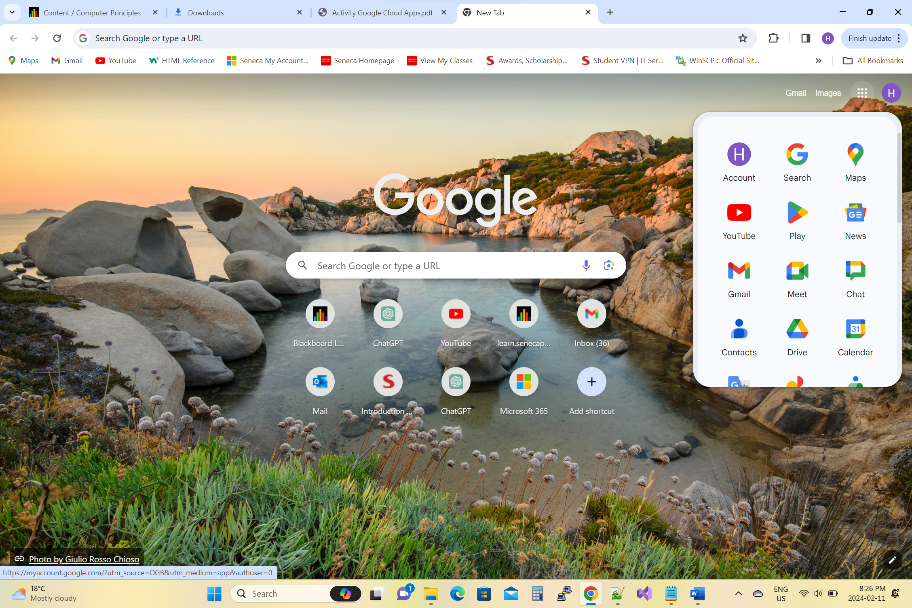 Content / Computer Principles
Downloads
Activity Google Cloud Apps.pdf
New Tab
Search Google or type a URL
Finish update
Maps
Gmail
YouTube
HTML Reference
Seneca My Account...
Seneca Homepage
View My Classes
Awards, Scholarship...
Student VPN | IT Ser...
WinSCP :: Official Sit...
All Bookmarks
Gmail
Images
H
H
Account
Search
Maps
YouTube
Play
News
Gmail
Meet
Chat
Contacts
Drive
31
Calendar
Google
Search Google or type a URL
Blackboard L...
ChatGPT
YouTube
learn.senecap...
Inbox (36)
Mail
Introduction ...
ChatGPT
Microsoft 365
Add shortcut
Photo by Giulio Rosso Chioso
https://myaccount.google.com/?utm_source=OGB&utm_medium=app&authuser=0
18°C
Mostly cloudy
Search
1
ENG
US
8:26 PM
2024-02-11